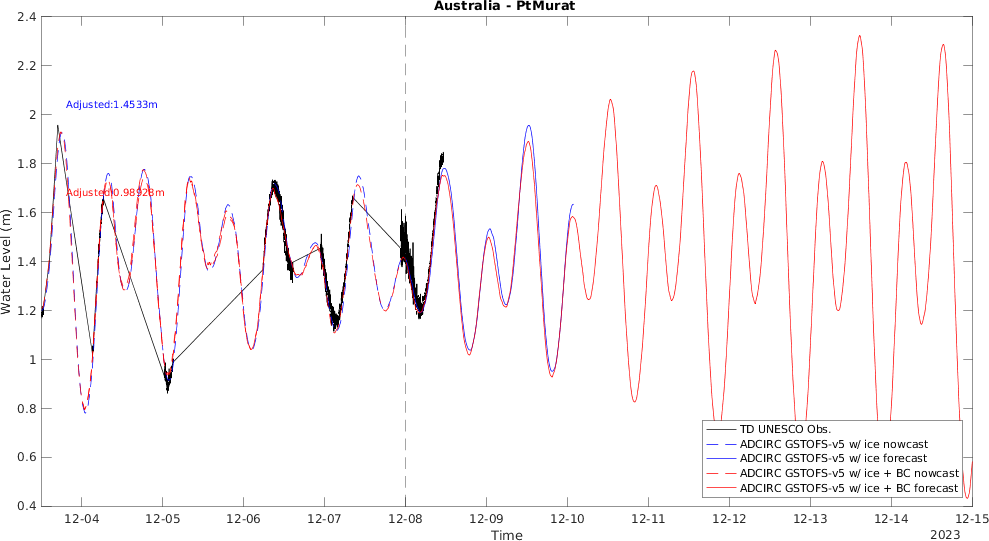 Australia - PtMurat
2.4
2.2
2
1.8
1.6
1.4
1.2
1
0.8
0.6
0.4
Water Level (m)
Adjusted:1.4533m
Adjusted:0.98928m
TD UNESCO Obs.
ADCIRC GSTOFS-v5 w/ ice nowcast
ADCIRC GSTOFS-v5 w/ ice forecast
ADCIRC GSTOFS-v5 w/ ice + BC nowcast
ADCIRC GSTOFS-v5 w/ ice + BC forecast
12-04 12-05 12-06 12-07 12-08 12-09 12-10 12-11 12-12 12-13 12-14 12-15
Time
2023